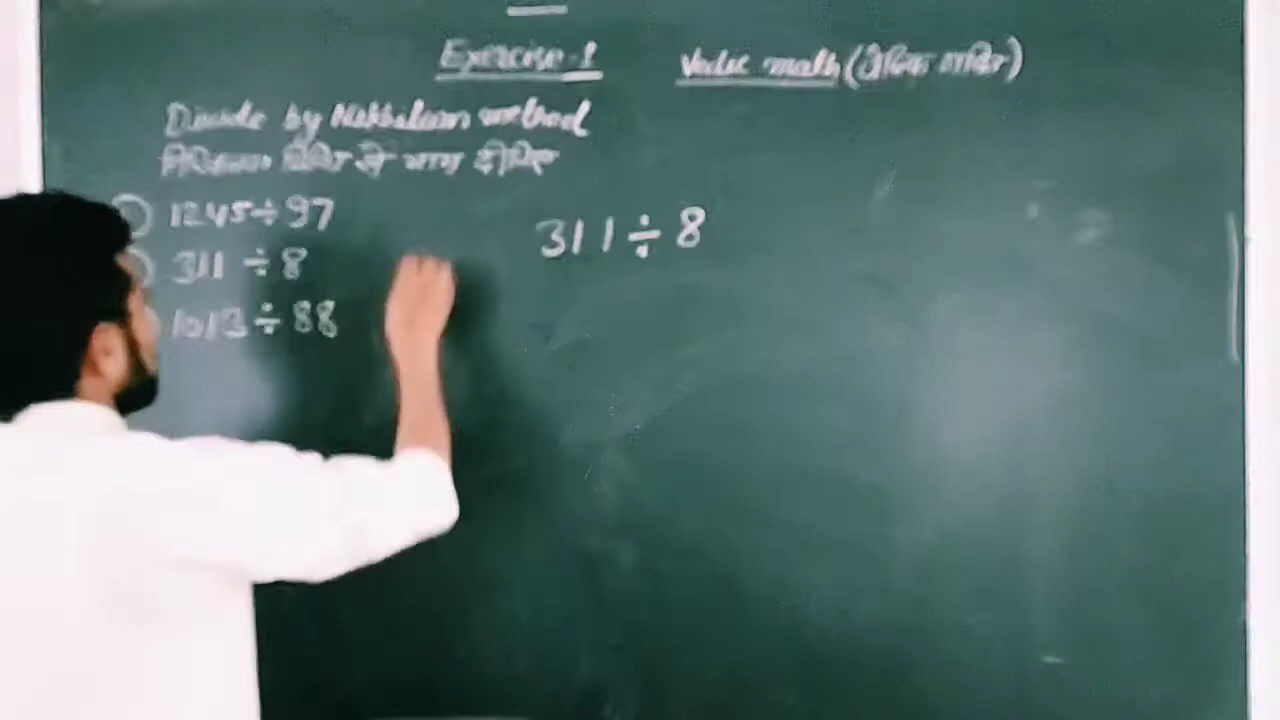 Exercise-1
Vedic math (वैदिक गणित)
Divide by Nikhilam method
निखिलम विधि से भाग दीजिए
1245÷97
311 ÷ 8
1013÷88
311÷8